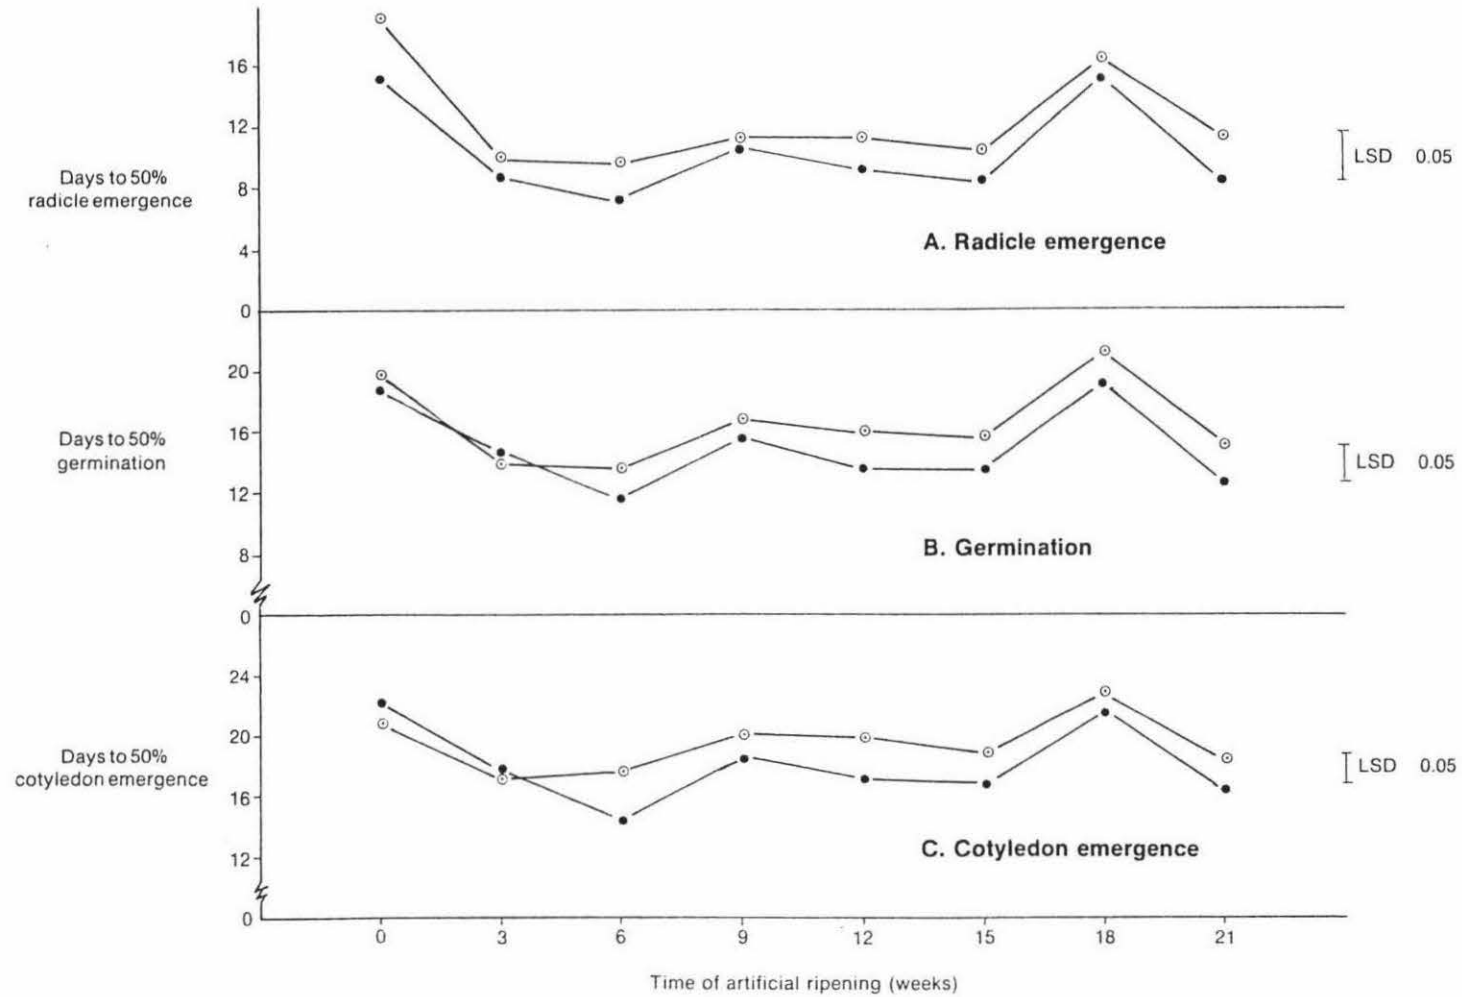 16
12
Days to 50%
radicle emergence
LSD 0.05
8
4
A. Radicle emergence
0
20
16
Days to 50%
germination
LSD 0.05
12
8
B. Germination
0
24
20
Days to 50%
cotyledon emergence
LSD 0.05
16
12
C. Cotyledon emergence
0
0 3 6 9 12 15 18 21
Time of artificial ripening (weeks)